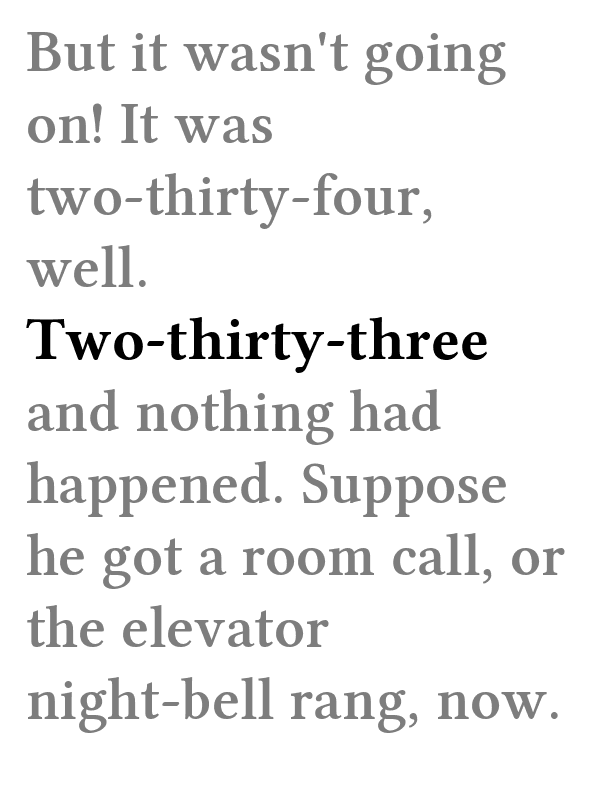 But it wasn't going
on! It was
two-thirty-four,
well.
Two-thirty-three
and nothing had
happened. Suppose
he got a room call, or
the elevator
night-bell rang, now.